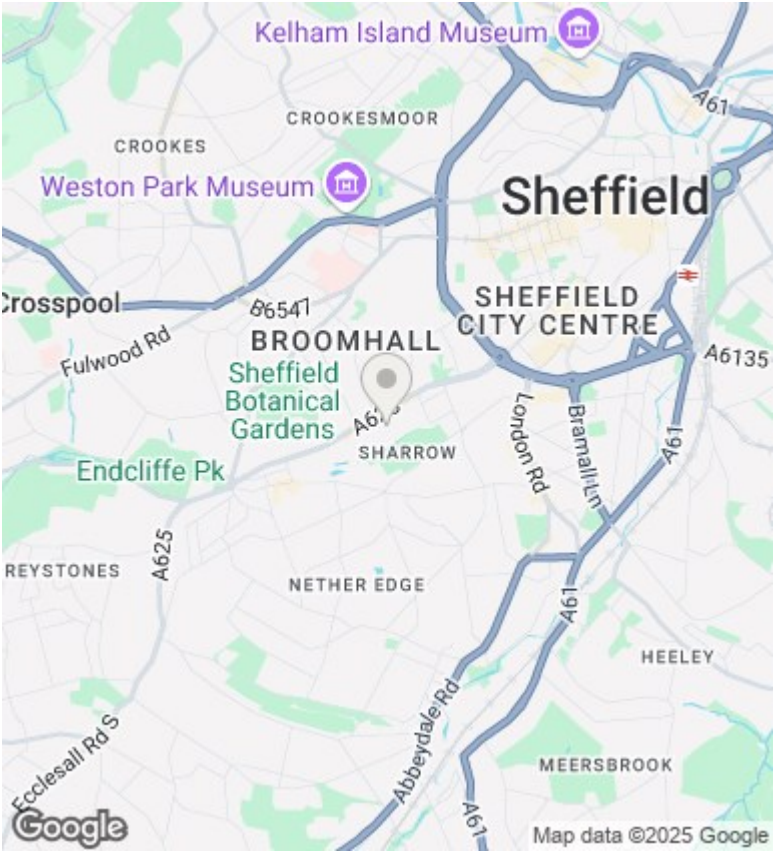 Kelham Island Museum
A61
CROOKESMOOR
CROOKES
Weston Park Museum
Sheffield
Crosspool
B6547
SHEFFIELD
CITY CENTRE
Fulwood Rd
BROOMHALL
A6135
Sheffield
Botanical
Gardens
London Rd
Bramall Ln
A61
SHARROW
Endcliffe Pk
A625
REYSTONES
NETHER EDGE
A61
HEELEY
Abbeydale Rd
Ecclesall Rd S
MEERSBROOK
A61
Google
Map data ©2025 Google